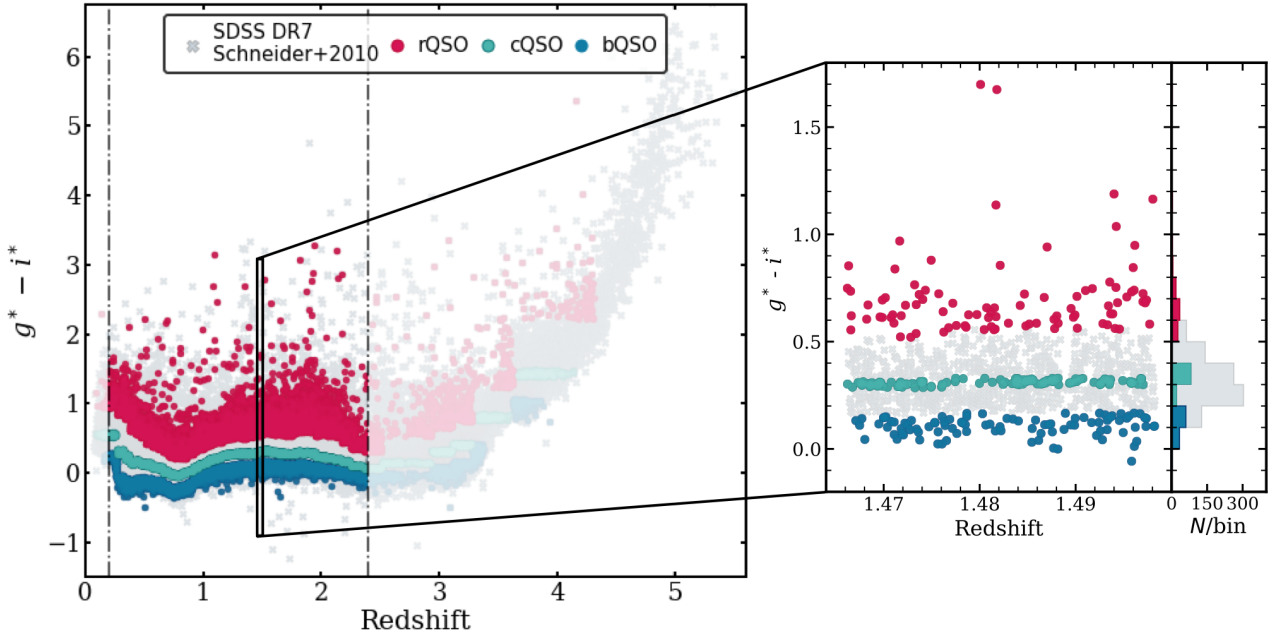 SDSS DR7
Schneider+2010
rQSO
cQSO
bQSO
6
5
4
3
2
1
0
−1
g* − i*
0 1 2 3 4 5
Redshift
1.5
1.0
0.5
0.0
g* - i*
1.47 1.48 1.49
Redshift
0 150 300
N/bin